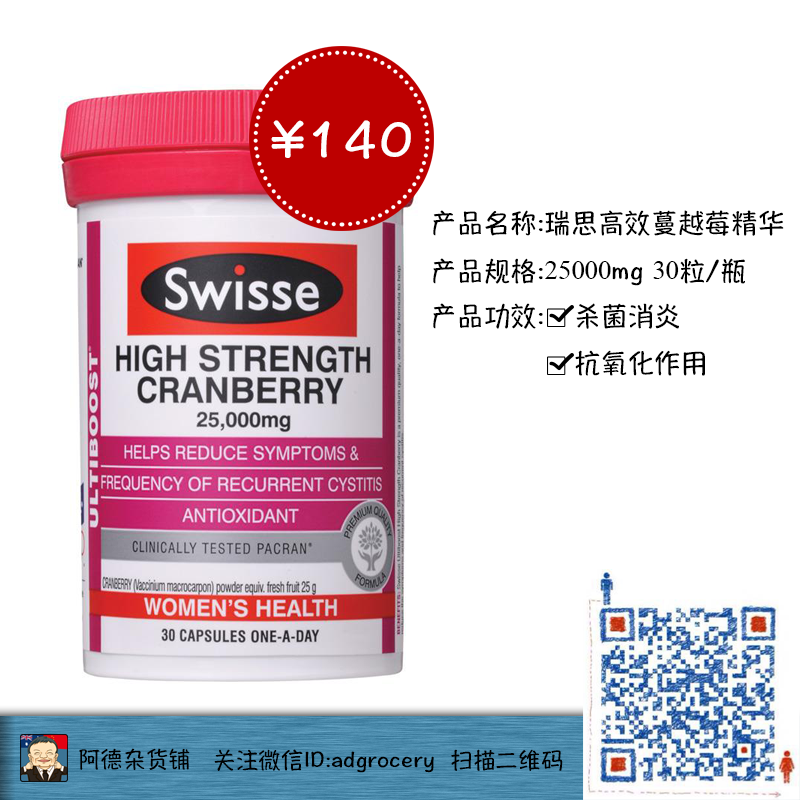 ¥140
产品名称:瑞思高效蔓越莓精华
产品规格:25000mg 30粒/瓶
产品功效:☑杀菌消炎
☑抗氧化作用
ULTIBOOST
Swisse
HIGH STRENGTH
CRANBERRY
25,000mg
HELPS REDUCE SYMPTOMS &
FREQUENCY OF RECURRENT CYSTITIS
ANTIOXIDANT
CLINICALLY TESTED PACRAN*
PREMIUM QUALITY
FORMULA
CRANBERRY (Vaccinium macrocarpon) powder equiv. fresh fruit 25 g
WOMEN'S HEALTH
30 CAPSULES ONE-A-DAY
阿德杂货铺 关注微信ID:adgrocery 扫描二维码